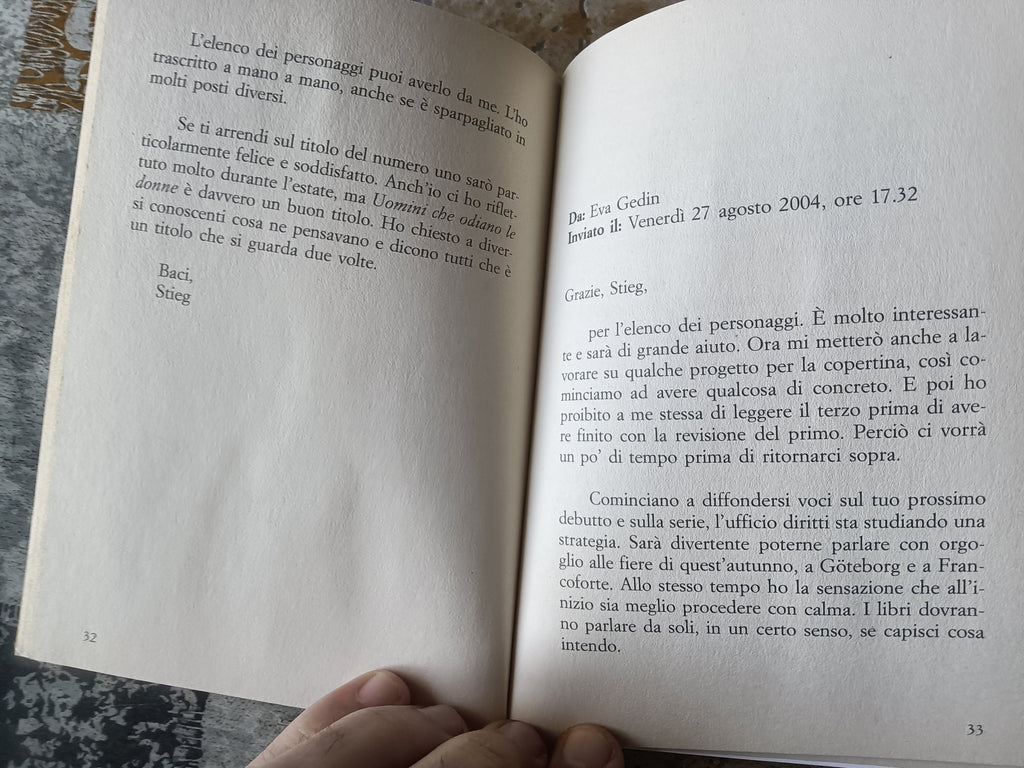 L'elenco dei personaggi puoi averlo da me. L'ho
trascritto a mano a mano, anche se è sparpagliato in
molti posti diversi.
Se ti arrendi sul titolo del numero uno sarò par-
ticolarmente felice e soddisfatto. Anch'io ci ho riflet-
tuto molto durante l'estate, ma Uomini che odiano le
donne è davvero un buon titolo. Ho chiesto a diver-
si conoscenti cosa ne pensavano e dicono tutti che è
un titolo che si guarda due volte.
Baci,
Stieg
32
Da: Eva Gedin
Inviato il: Venerdì 27 agosto 2004, ore 17.32
Grazie, Stieg,
per l'elenco dei personaggi. È molto interessan-
te e sarà di grande aiuto. Ora mi metterò anche a la-
vorare su qualche progetto per la copertina, così co-
minciamo ad avere qualcosa di concreto. E poi ho
proibito a me stessa di leggere il terzo prima di ave-
re finito con la revisione del primo. Perciò ci vorrà
un po' di tempo prima di ritornarci sopra.
Cominciano a diffondersi voci sul tuo prossimo
debutto e sulla serie, l'ufficio diritti sta studiando una
strategia. Sarà divertente poterne parlare con orgo-
glio alle fiere di quest'autunno, a Göteborg e a Fran-
coforte. Allo stesso tempo ho la sensazione che all'i-
nizio sia meglio procedere con calma. I libri dovran-
no parlare da soli, in un certo senso, se capisci cosa
intendo.
33